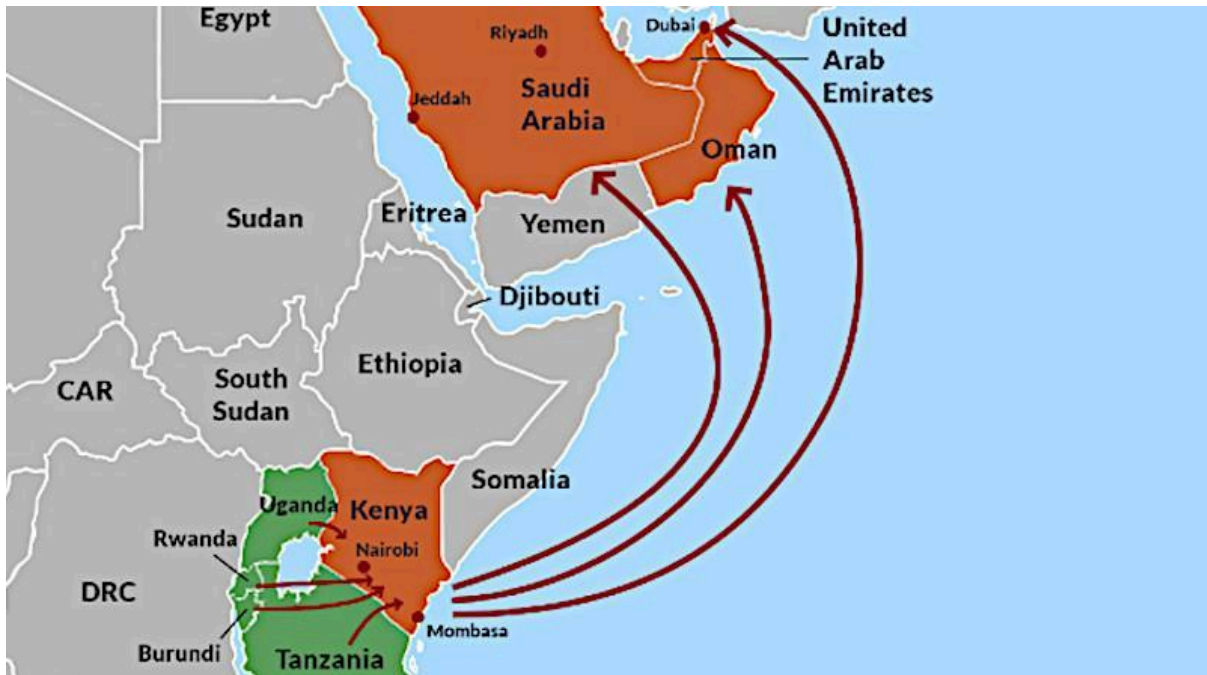 Egypt
Dubai
United
Arab
Emirates
Riyadh
Saudi
Arabia
Jeddah
Oman
Sudan
Eritrea
Yemen
Djibouti
Ethiopia
CAR
South
Sudan
Somalia
Uganda
Kenya
Rwanda
Nairobi
DRC
Burundi
Mombasa
Tanzania